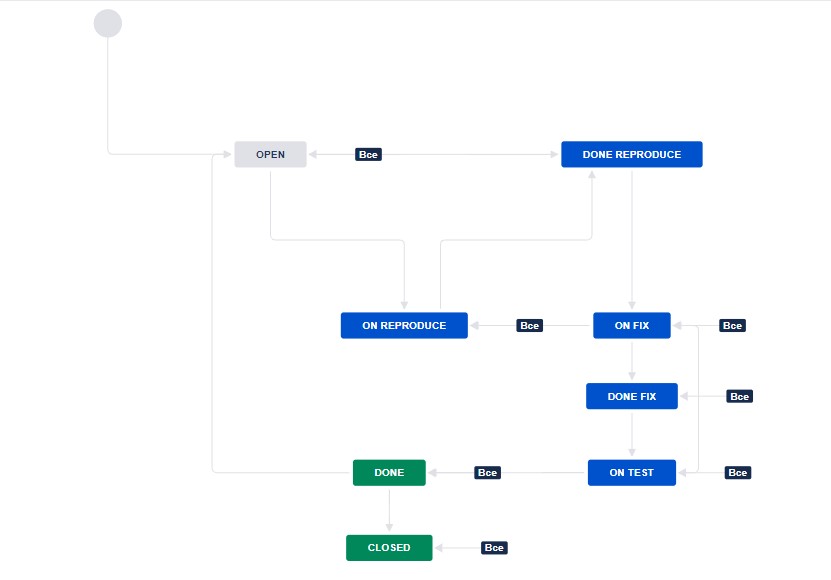 OPEN
Все
DONE REPRODUCE
ON REPRODUCE
Все
ON FIX
Все
DONE FIX
Все
DONE
Все
ON TEST
Все
CLOSED
Все